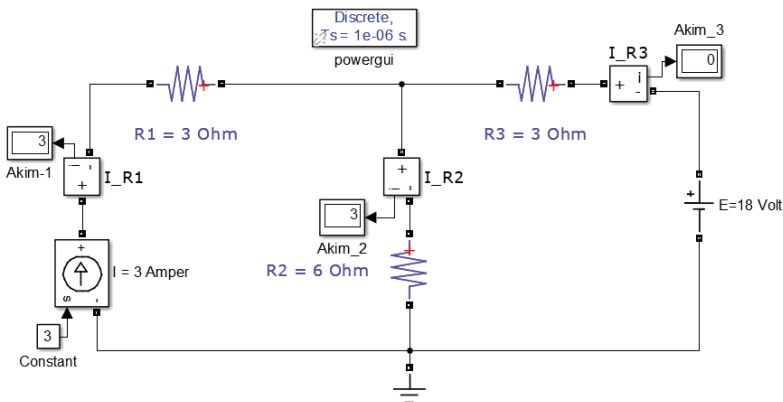 Discrete,
Ts = 1e-06 s.
powergui
Akim_3
I_R3
i
0
+
-
R1 = 3 Ohm
R3 = 3 Ohm
3
Akim-1
i -
+
I_R1
+
i -
I_R2
3
Akim_2
+
E=18 Volt
R2 = 6 Ohm
+
I = 3 Amper
s -
3
Constant